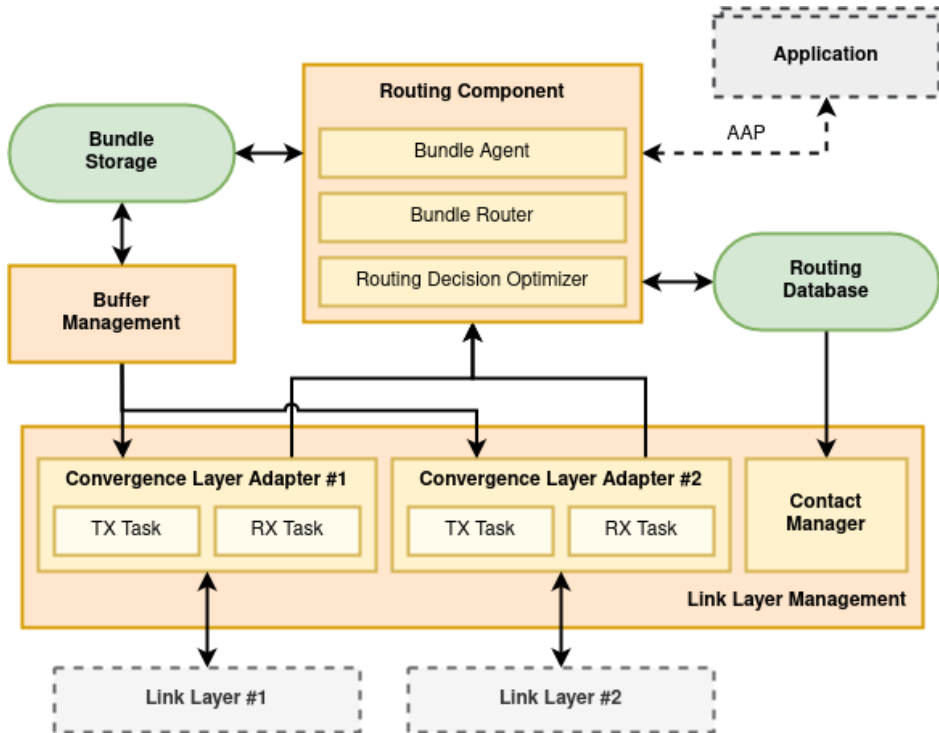 Application
Routing Component
AAP
Bundle
Storage
Bundle Agent
Bundle Router
Routing Decision Optimizer
Routing
Database
Buffer
Management
Convergence Layer Adapter #1
TX Task
RX Task
Convergence Layer Adapter #2
TX Task
RX Task
Contact
Manager
Link Layer Management
Link Layer #1
Link Layer #2